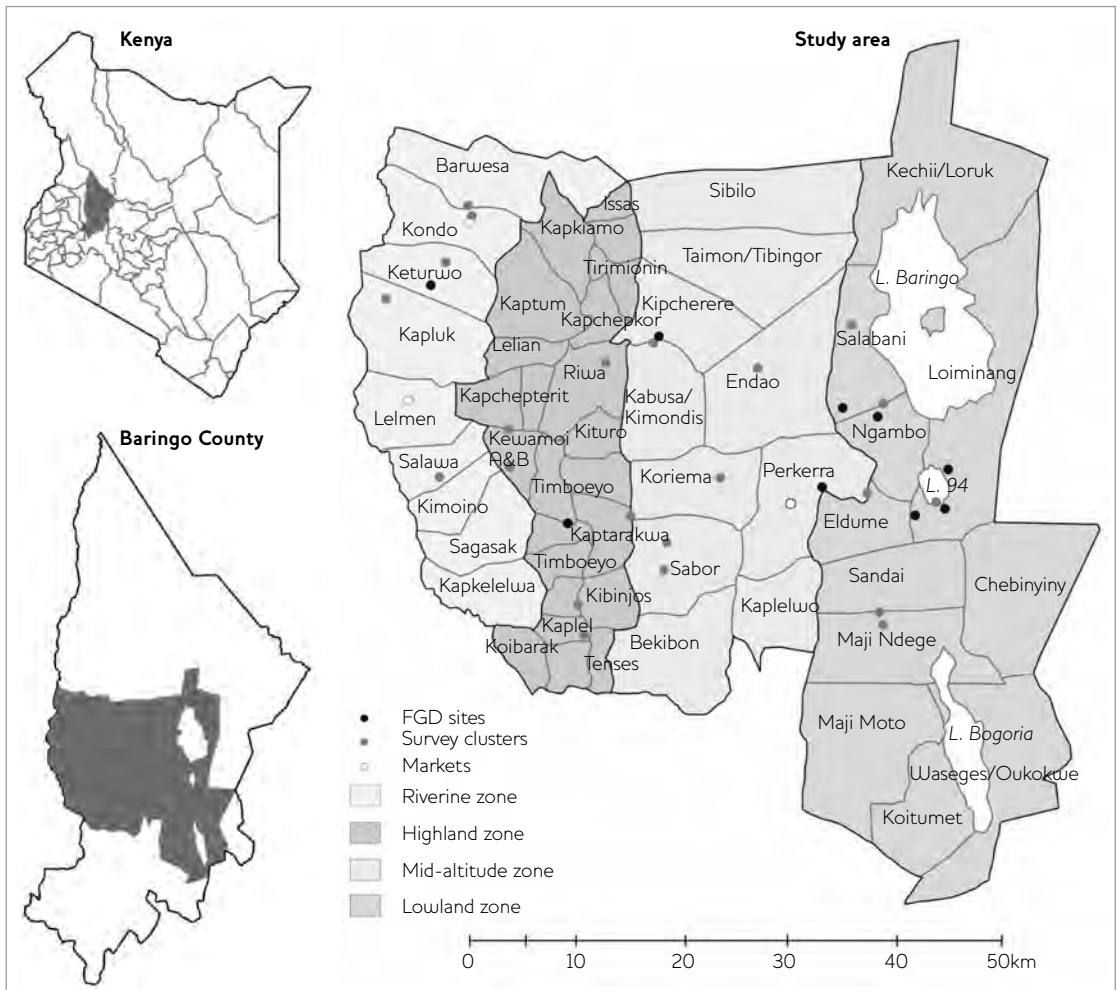 Kenya
Study area
Barwesa
Sibilo
Kechii/Loruk
Issas
Kondo
Kapkiamo
Taimon/Tibingor
Keturwo
Tirimionin
L. Baringo
Kaptum
Kipcherere
Kapchepkor
Kapluk
Salabani
Lelian
Riwa
Endao
Loiminang
Kapchepterit
Kabusa/
Kimondis
Lelmen
Baringo County
Kewamoi
A&B
Kituro
Ngambo
Salawa
Koriema
Perkerra
Timboeyo
L. 94
Kimoino
Eldume
Kaptarakwa
Sagasak
Timboeyo
Sabor
Sandai
Chebinyiny
Kapkelelwa
Kibinjos
Kaplelwo
Kaplel
Maji Ndege
Koibarak
Bekibon
Tenses
FGD sites
Survey clusters
Markets
Maji Moto
L. Bogoria
Waseges/Oukokwe
Riverine zone
Koitumet
Highland zone
Mid-altitude zone
Lowland zone
0 10 20 30 40 50km